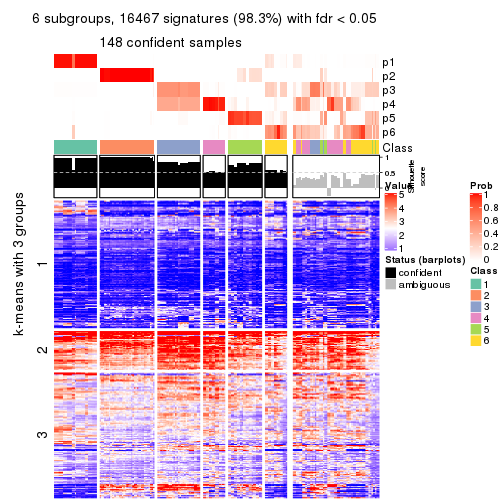 6 subgroups, 16467 signatures (98.3%) with fdr < 0.05
148 confident samples
p1
p2
p3
p4
p5
p6
Class
1
0.5
0
Silhouette
score
k-means with 3 groups
1
2
3
Value
5
4
3
2
1
Status (barplots)
confident
ambiguous
Prob
1
0.8
0.6
0.4
0.2
0
Class
1
2
3
4
5
6